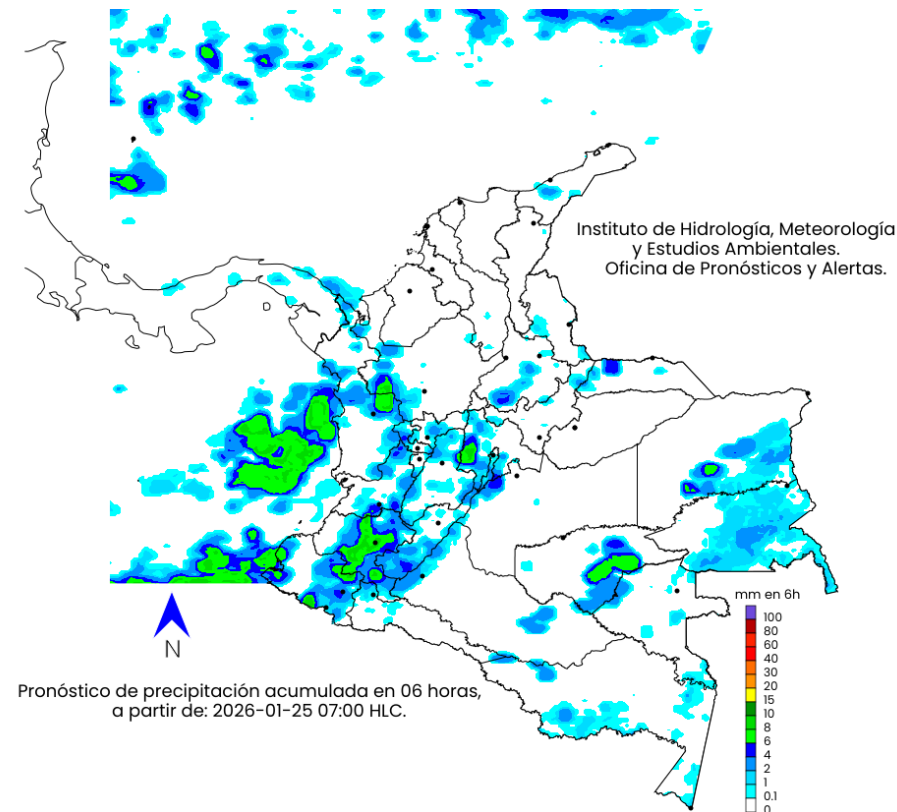 Instituto de Hidrología, Meteorología
y Estudios Ambientales.
Oficina de Pronósticos y Alertas.
mm en 6h
100
80
60
40
30
20
15
10
8
6
4
2
1
0.1
0
N
Pronóstico de precipitación acumulada en 06 horas,
a partir de: 2026-01-25 07:00 HLC.